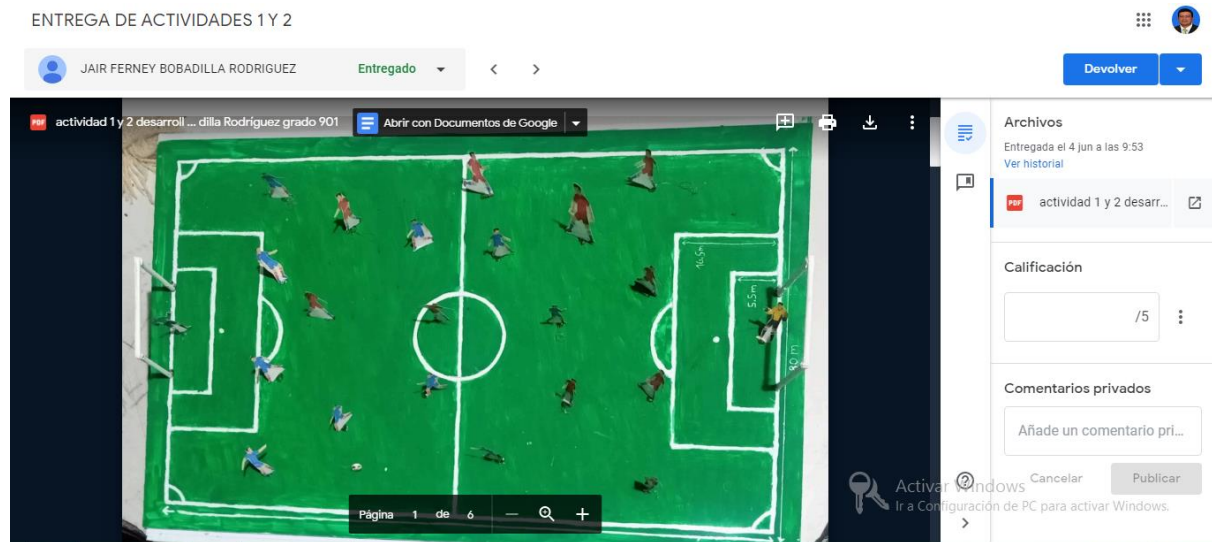 ENTREGA DE ACTIVIDADES 1 Y 2
JAIR FERNEY BOBADILLA RODRIGUEZ
Entregado
Devolver
PDF
actividad 1 y 2 desarroll ... dilla Rodríguez grado 901
Abrir con Documentos de Google
16.5m
5.5m
90 m
Página 1 de 6
Archivos
Entregada el 4 jun a las 9:53
Ver historial
PDF
actividad 1 y 2 desarr...
Calificación
/5
Comentarios privados
Añade un comentario pri...
Cancelar
Publicar
Activar Windows
Ir a Configuración de PC para activar Windows.